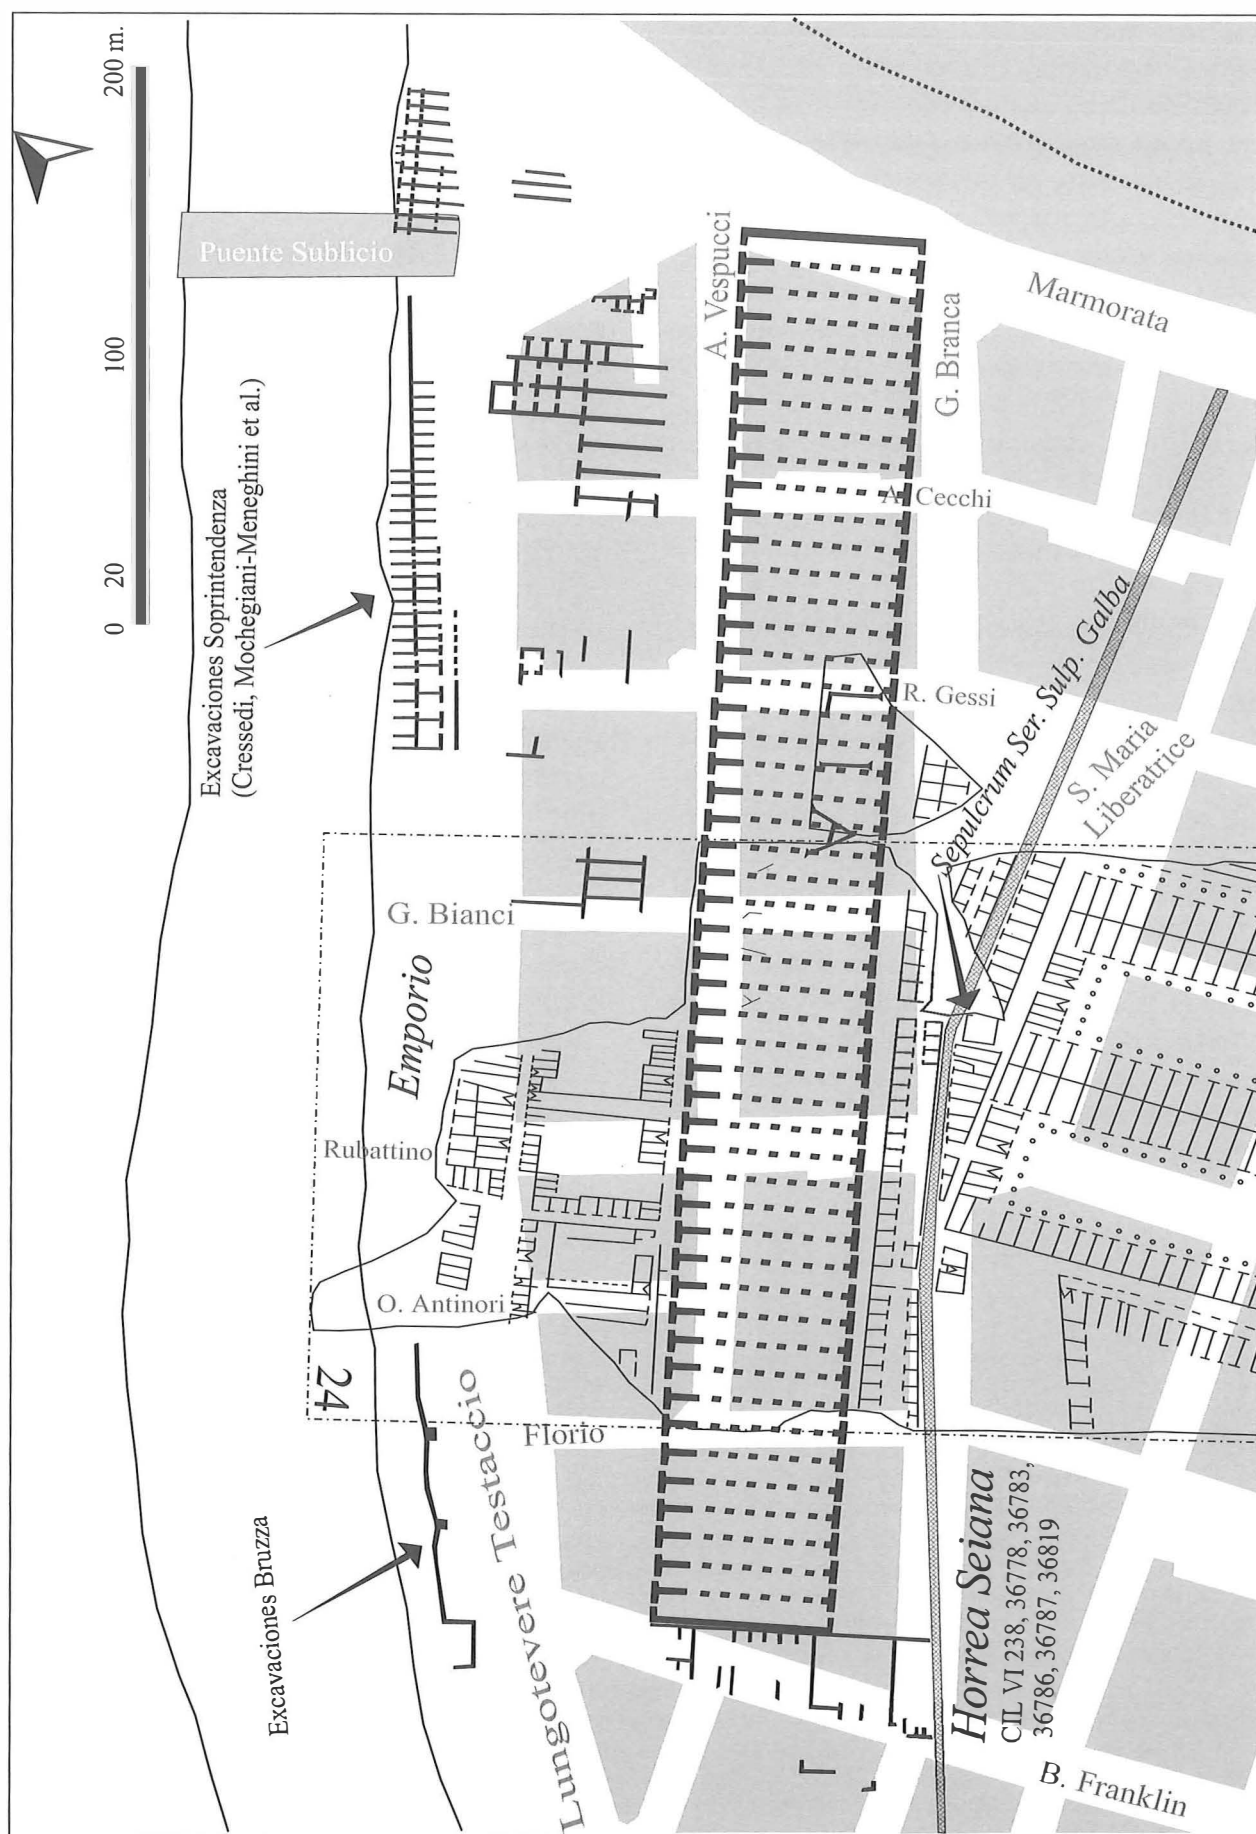 200 m.
100
20
0
Puente Sublicio
Excavaciones Soprintendenza
(Cressedi, Mochegiani-Meneghini et al.)
A. Vespucci
G. Branca
Marmorata
A. Cecchi
R. Gessi
Sepulcrum Ser. Sulp. Galba
S. Maria
Liberatrice
G. Bianci
Emporio
Rubattino
O. Antinori
24
Florio
Lungotevere Testaccio
Excavaciones Bruzza
Horrea Seiana
CIL VI 238, 36778, 36783,
36786, 36787, 36819
B. Franklin